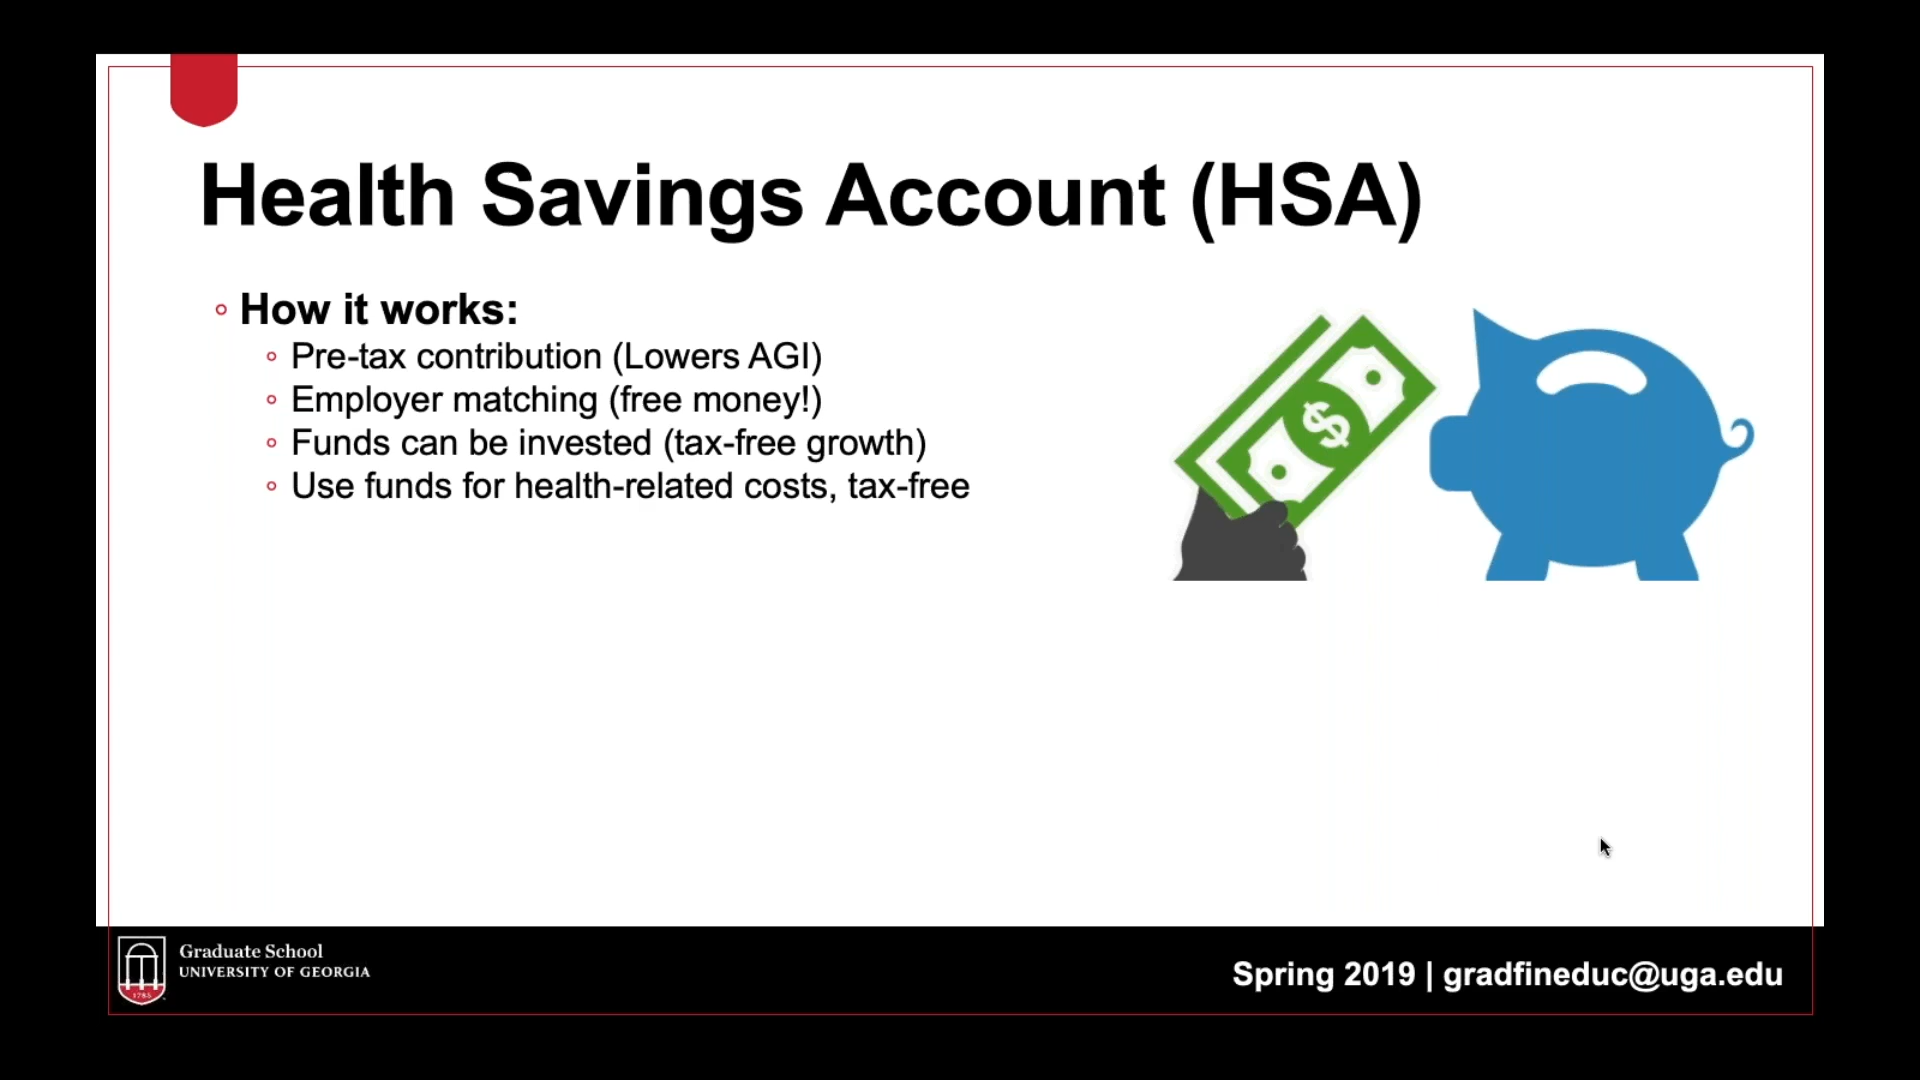 Health Savings Account (HSA)
How it works:
Pre-tax contribution (Lowers AGI)
Employer matching (free money!)
Funds can be invested (tax-free growth)
Use funds for health-related costs, tax-free
$
Graduate School
UNIVERSITY OF GEORGIA
1785
Spring 2019 | gradfineduc@uga.edu